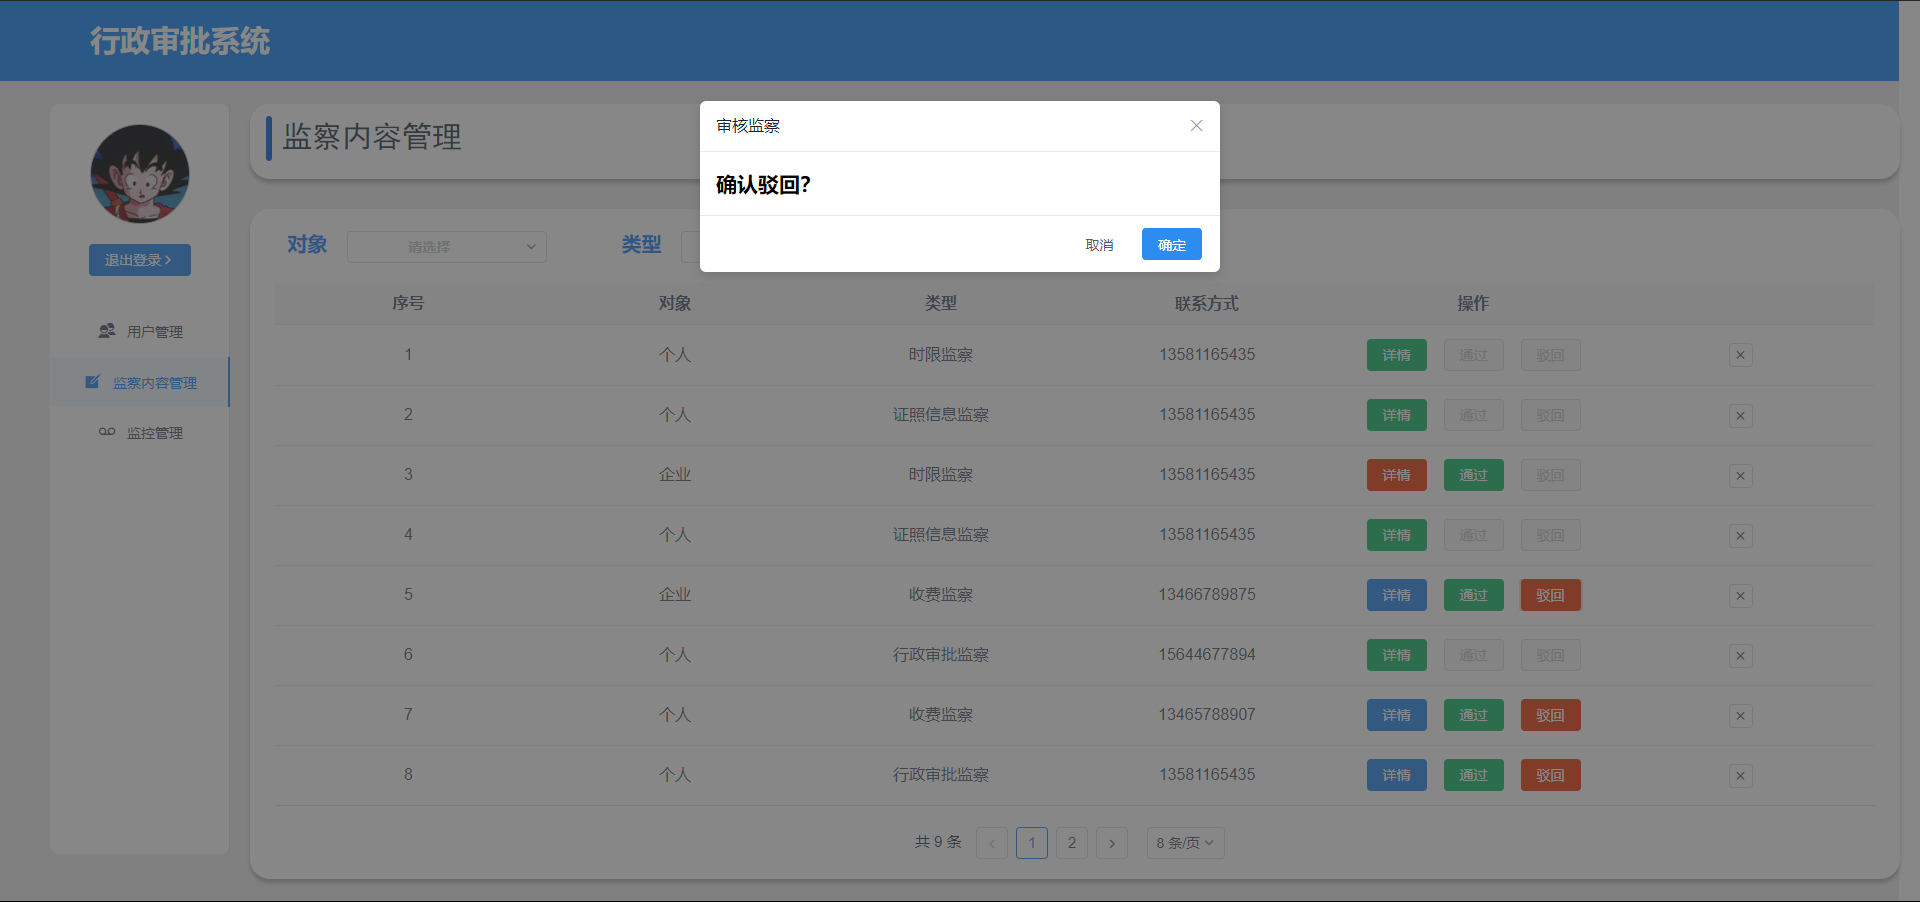 行政审批系统
退出登录
用户管理
监察内容管理
监控管理
监察内容管理
审核监察
确认驳回?
取消 确定
对象 请选择 类型
序号 对象 类型 联系方式 操作
1 个人 时限监察 13581165435 详情 通过 驳回
2 个人 证照信息监察 13581165435 详情 通过 驳回
3 企业 时限监察 13581165435 详情 通过 驳回
4 个人 证照信息监察 13581165435 详情 通过 驳回
5 企业 收费监察 13466789875 详情 通过 驳回
6 个人 行政审批监察 15644677894 详情 通过 驳回
7 个人 收费监察 13465788907 详情 通过 驳回
8 个人 行政审批监察 13581165435 详情 通过 驳回
共 9 条 1 2 8 条/页